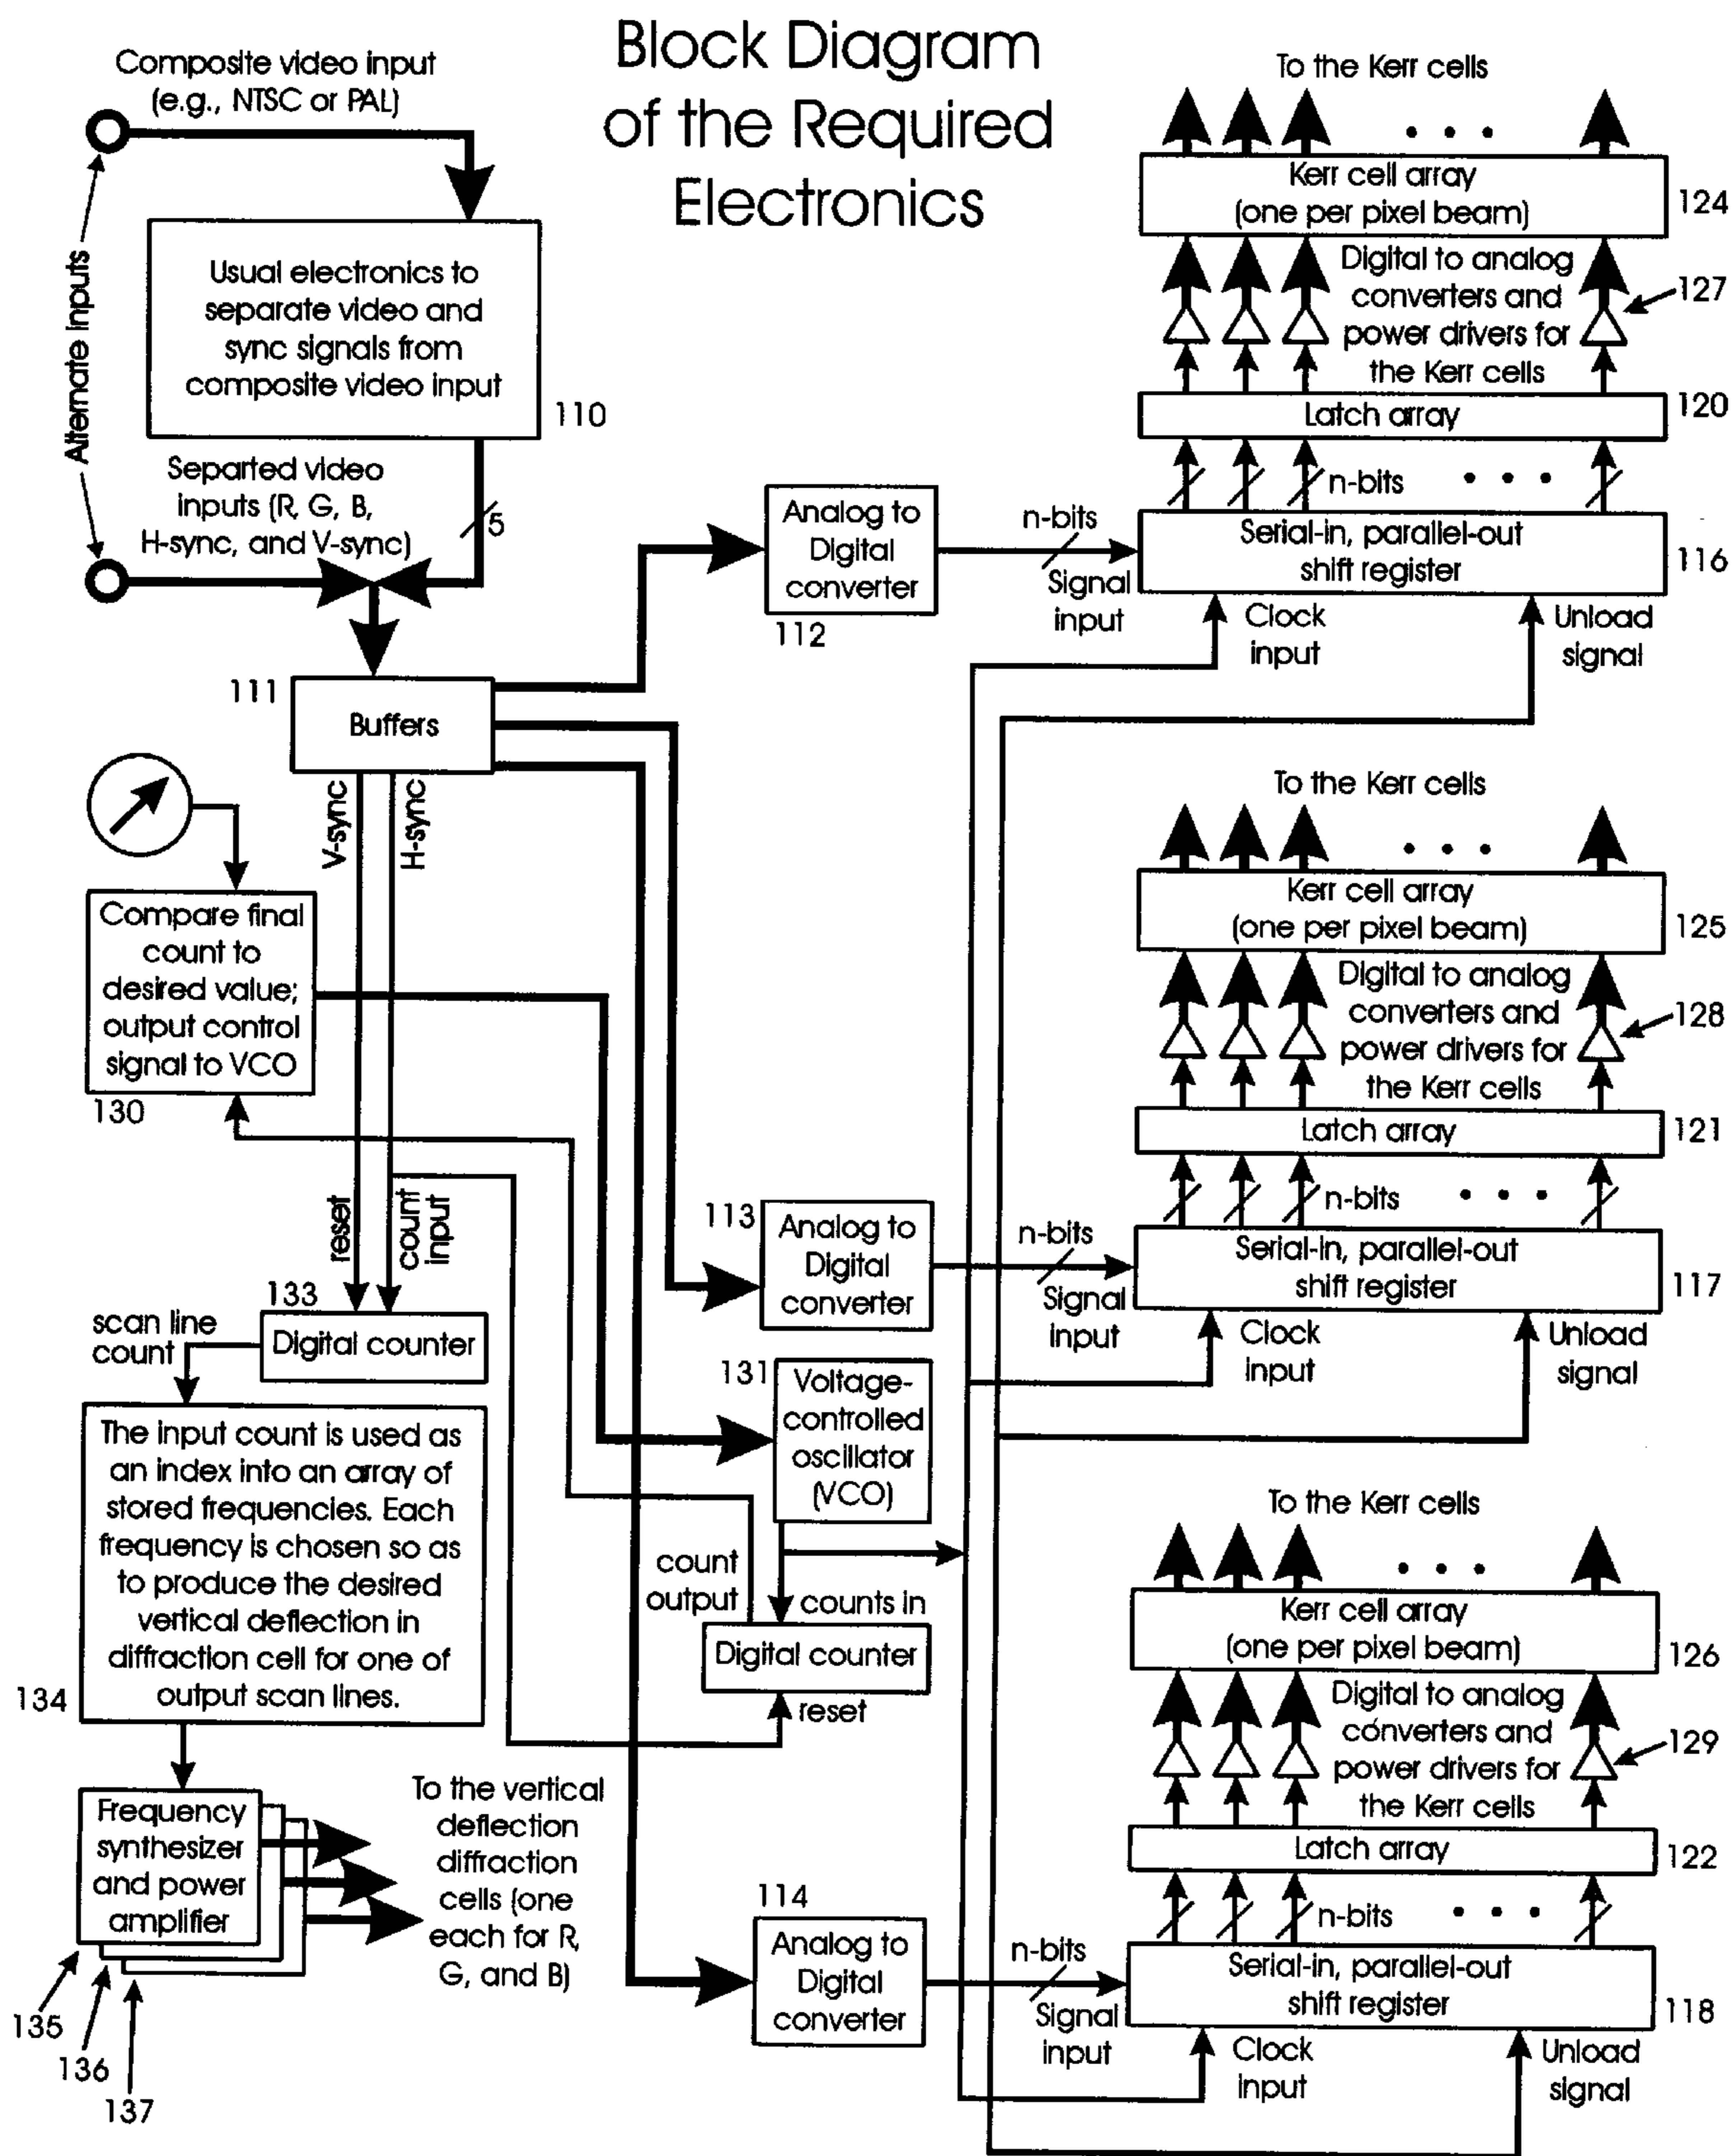 Block Diagram
of the Required
Electronics
Composite video input
(e.g., NTSC or PAL)
Alternate inputs
Usual electronics to
separate video and
sync signals from
composite video input
110
Separted video
inputs (R, G, B,
H-sync, and V-sync)
5
111
Buffers
V-sync
H-sync
Compare final
count to
desired value;
output control
signal to VCO
130
reset
count
input
133
Digital counter
scan line
count
The input count is used as
an index into an array of
stored frequencies. Each
frequency is chosen so as
to produce the desired
vertical deflection in
diffraction cell for one of
output scan lines.
134
Frequency
synthesizer
and power
amplifier
135
136
137
To the vertical
deflection
diffraction
cells (one
each for R,
G, and B)
Analog to
Digital
converter
112
n-bits
Signal
input
113
Analog to
Digital
converter
n-bits
Signal
input
131
Voltage-
controlled
oscillator
(VCO)
count
output
counts in
Digital counter
reset
114
Analog to
Digital
converter
n-bits
Signal
input
To the Kerr cells
Kerr cell array
(one per pixel beam)
124
Digital to analog
converters and
power drivers for
the Kerr cells
127
Latch array
120
n-bits
Serial-in, parallel-out
shift register
116
Clock
input
Unload
signal
To the Kerr cells
Kerr cell array
(one per pixel beam)
125
Digital to analog
converters and
power drivers for
the Kerr cells
128
Latch array
121
n-bits
Serial-in, parallel-out
shift register
117
Clock
input
Unload
signal
To the Kerr cells
Kerr cell array
(one per pixel beam)
126
Digital to analog
converters and
power drivers for
the Kerr cells
129
Latch array
122
n-bits
Serial-in, parallel-out
shift register
118
Clock
input
Unload
signal